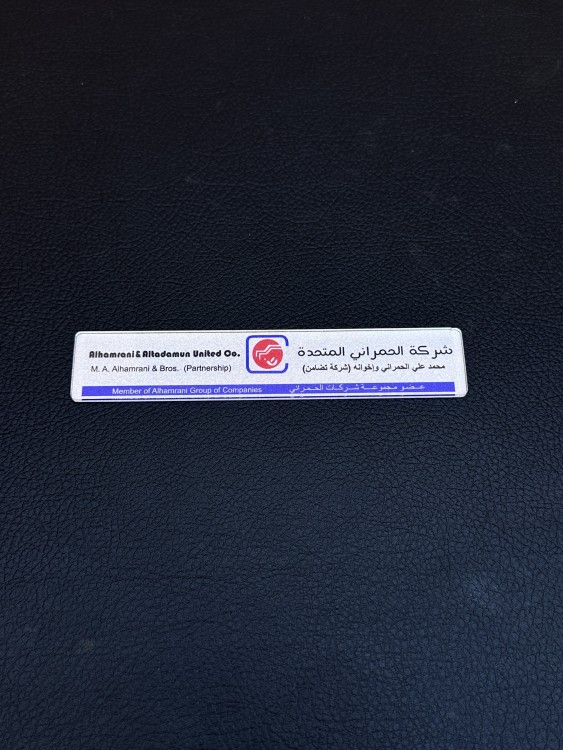 Alhamrani & Altadamun United Co.
M. A. Alhamrani & Bros. (Partnership)
شركة الحمراني المتحدة
محمد علي الحمراني وإخوانه (شركة تضامن)
Member of Alhamrani Group of Companies
عضو مجموعة شركات الحمراني